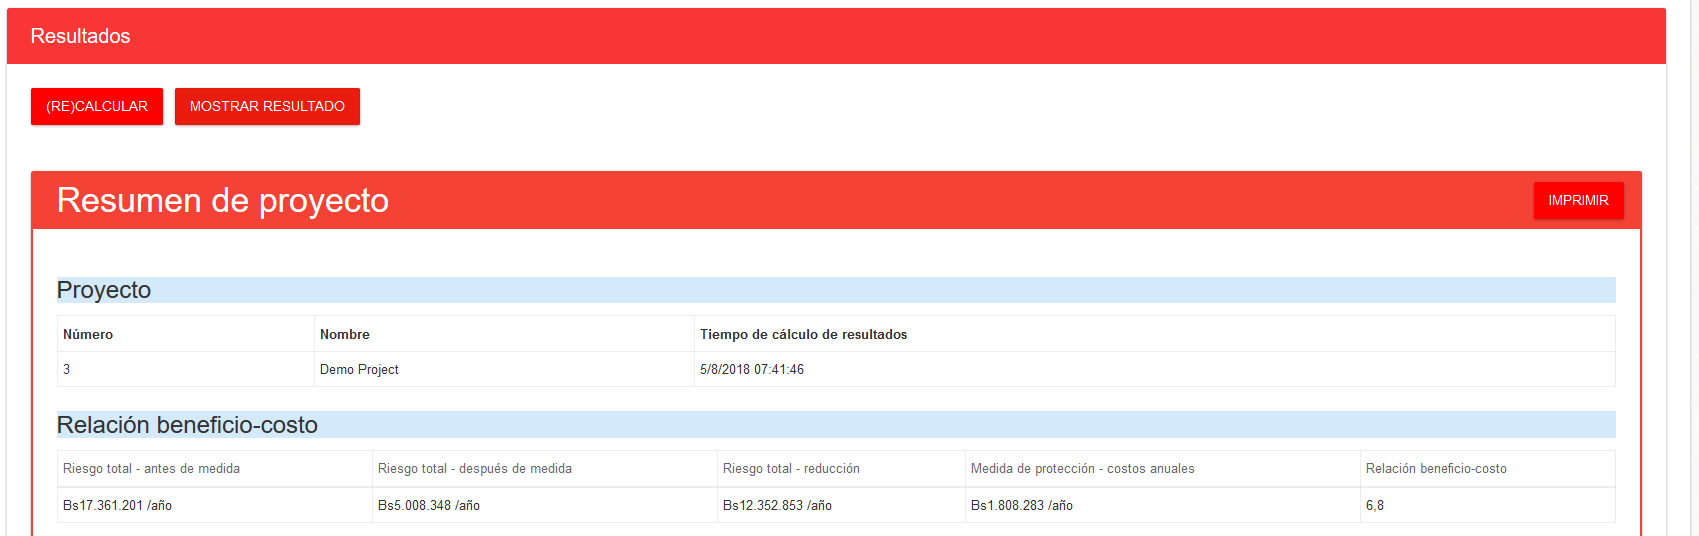 Resultados
(RE)CALCULAR MOSTRAR RESULTADO
Resumen de proyecto IMPRIMIR
Proyecto
Número Nombre Tiempo de cálculo de resultados
3 Demo Project 5/8/2018 07:41:46
Relación beneficio-costo
Riesgo total - antes de medida Riesgo total - después de medida Riesgo total - reducción Medida de protección - costos anuales Relación beneficio-costo
Bs17.361.201 /año Bs5.008.348 /año Bs12.352.853 /año Bs1.808.283 /año 6,8